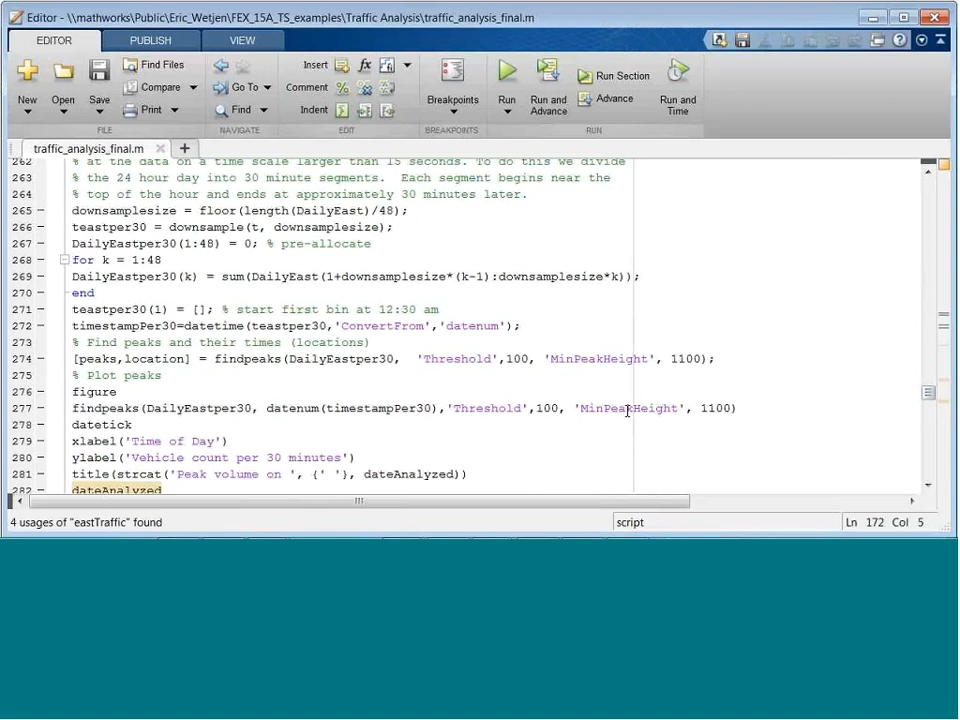 Editor - \\mathworks\Public\Eric_Wetjen\FEX_15A_TS_examples\Traffic Analysis\traffic_analysis_final.m
EDITOR PUBLISH VIEW
New Open Save Find Files Compare Print
Go To Find
Insert fx Comment % Indent
Breakpoints
Run Run and Advance Run Section Advance Run and Time
FILE NAVIGATE EDIT BREAKPOINTS RUN
traffic_analysis_final.m × +
262 % at the data on a time scale larger than 15 seconds. To do this we divide
263 % the 24 hour day into 30 minute segments.  Each segment begins near the
264 % top of the hour and ends at approximately 30 minutes later.
265 – downsamplesize = floor(length(DailyEast)/48);
266 – teastper30 = downsample(t, downsamplesize);
267 – DailyEastper30(1:48) = 0; % pre-allocate
268 – for k = 1:48
269 – DailyEastper30(k) = sum(DailyEast(1+downsamplesize*(k-1):downsamplesize*k));
270 – end
271 – teastper30(1) = []; % start first bin at 12:30 am
272 – timestampPer30=datetime(teastper30,'ConvertFrom','datenum');
273 % Find peaks and their times (locations)
274 – [peaks,location] = findpeaks(DailyEastper30,  'Threshold',100, 'MinPeakHeight', 1100);
275 % Plot peaks
276 – figure
277 – findpeaks(DailyEastper30, datenum(timestampPer30),'Threshold',100, 'MinPeakHeight', 1100)
278 – datetick
279 – xlabel('Time of Day')
280 – ylabel('Vehicle count per 30 minutes')
281 – title(strcat('Peak volume on ', {' '}, dateAnalyzed))
282 – dateAnalyzed
4 usages of "eastTraffic" found script Ln 172 Col 5